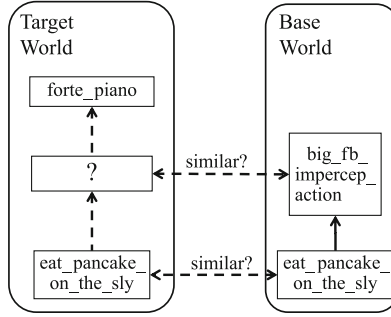 Target
World
forte_piano
?
eat_pancake_
on_the_sly
similar?
similar?
Base
World
big_fb_
impercep_
action
eat_pancake_
on_the_sly